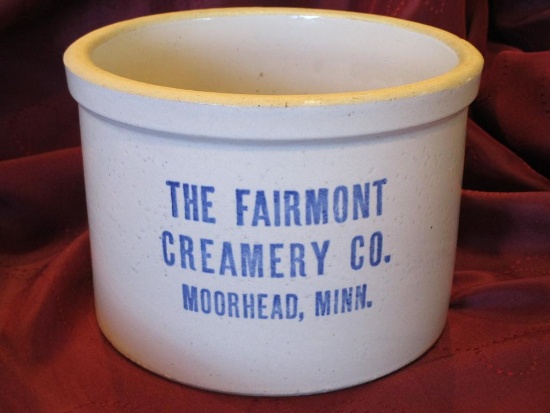 THE FAIRMONT
CREAMERY CO.
MOORHEAD, MINN.